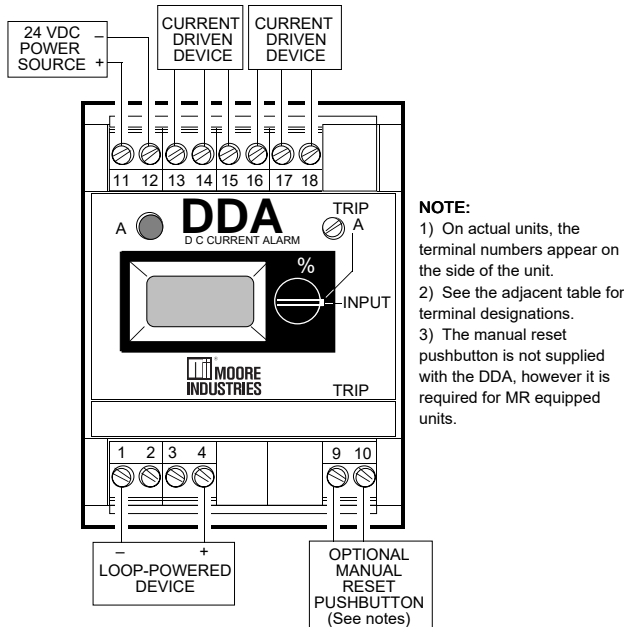 24 VDC –
POWER
SOURCE +
CURRENT
DRIVEN
DEVICE
CURRENT
DRIVEN
DEVICE
11 12 13 14 15 16 17 18
A
DDA
D C CURRENT ALARM
TRIP
A
%
INPUT
MOORE
INDUSTRIES
TRIP
1 2 3 4
9 10
– +
LOOP-POWERED
DEVICE
OPTIONAL
MANUAL
RESET
PUSHBUTTON
(See notes)
NOTE:
1) On actual units, the
terminal numbers appear on
the side of the unit.
2) See the adjacent table for
terminal designations.
3) The manual reset
pushbutton is not supplied
with the DDA, however it is
required for MR equipped
units.